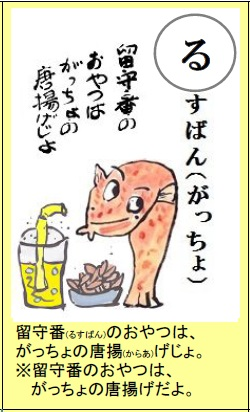 る
すばん(がっちょ)
留守番の
おやつは
がっちょの
唐揚げじょ
留守番(るすばん)のおやつは、
がっちょの唐揚(からあ)げじょ。
※留守番のおやつは、
がっちょの唐揚げだよ。